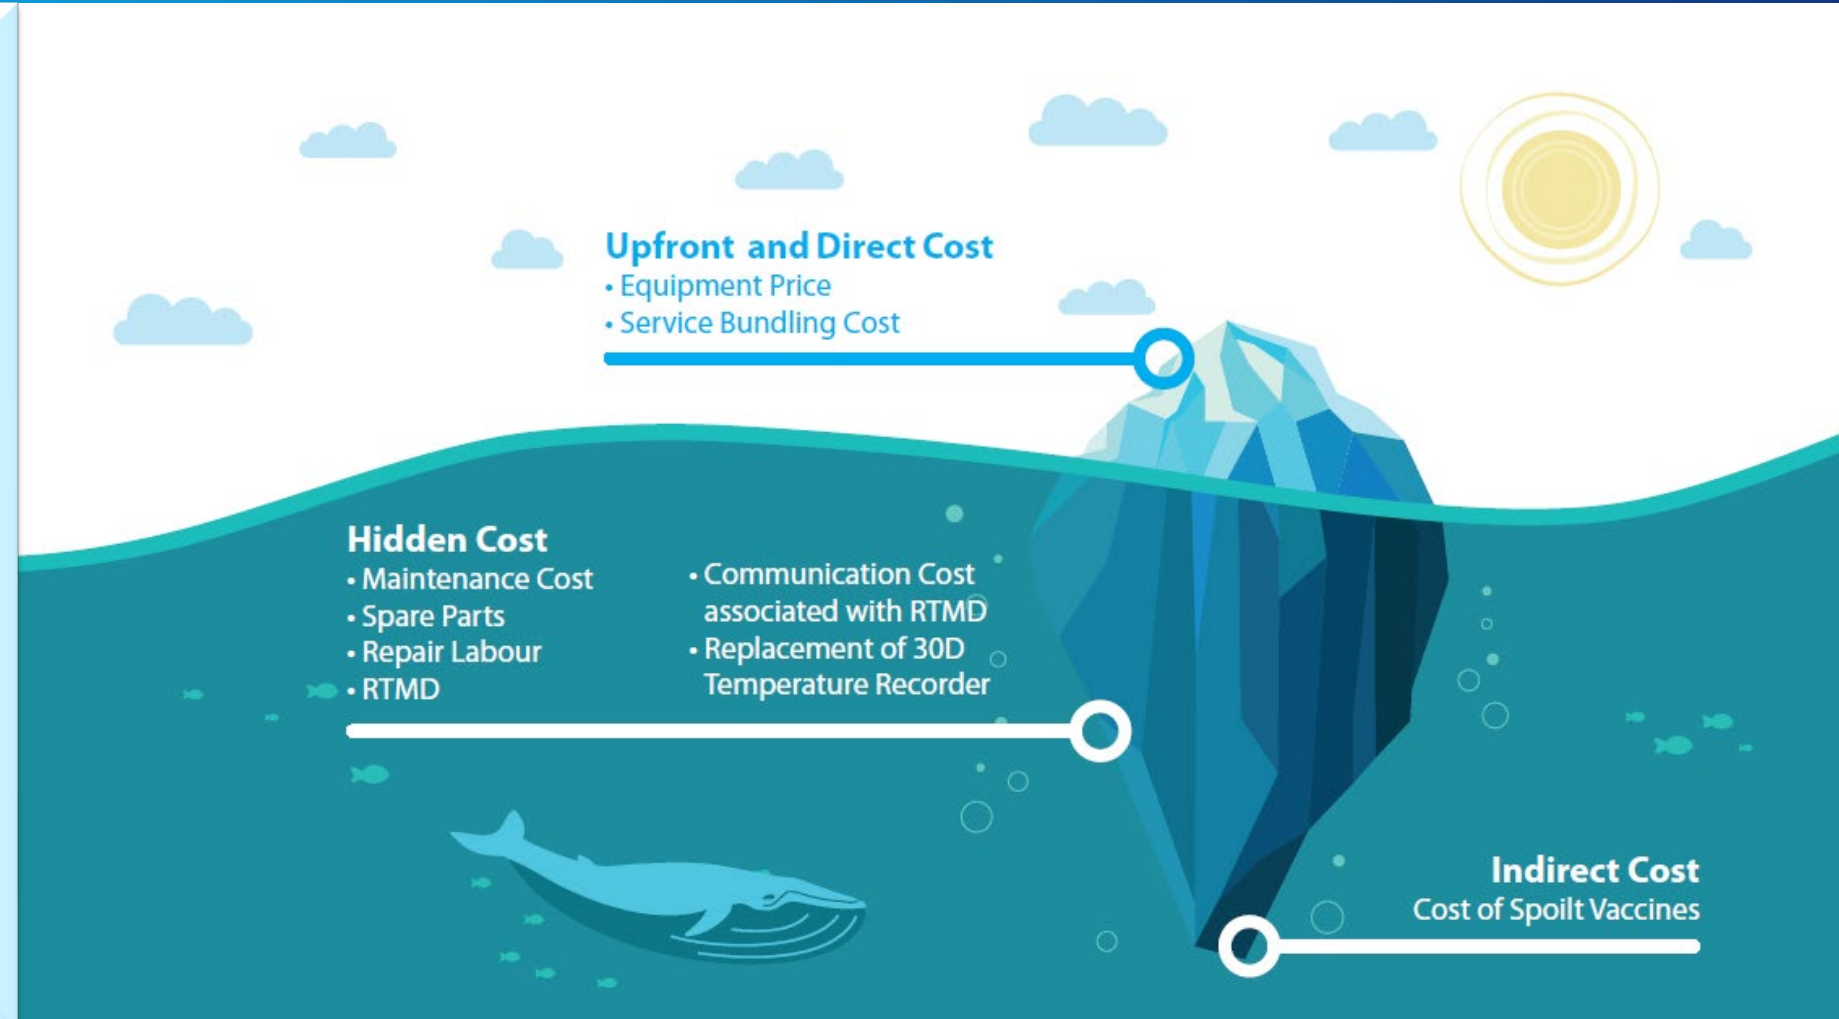 Upfront and Direct Cost
• Equipment Price
• Service Bundling Cost
Hidden Cost
• Maintenance Cost
• Spare Parts
• Repair Labour
• RTMD
• Communication Cost
associated with RTMD
• Replacement of 30D
Temperature Recorder
Indirect Cost
Cost of Spoilt Vaccines